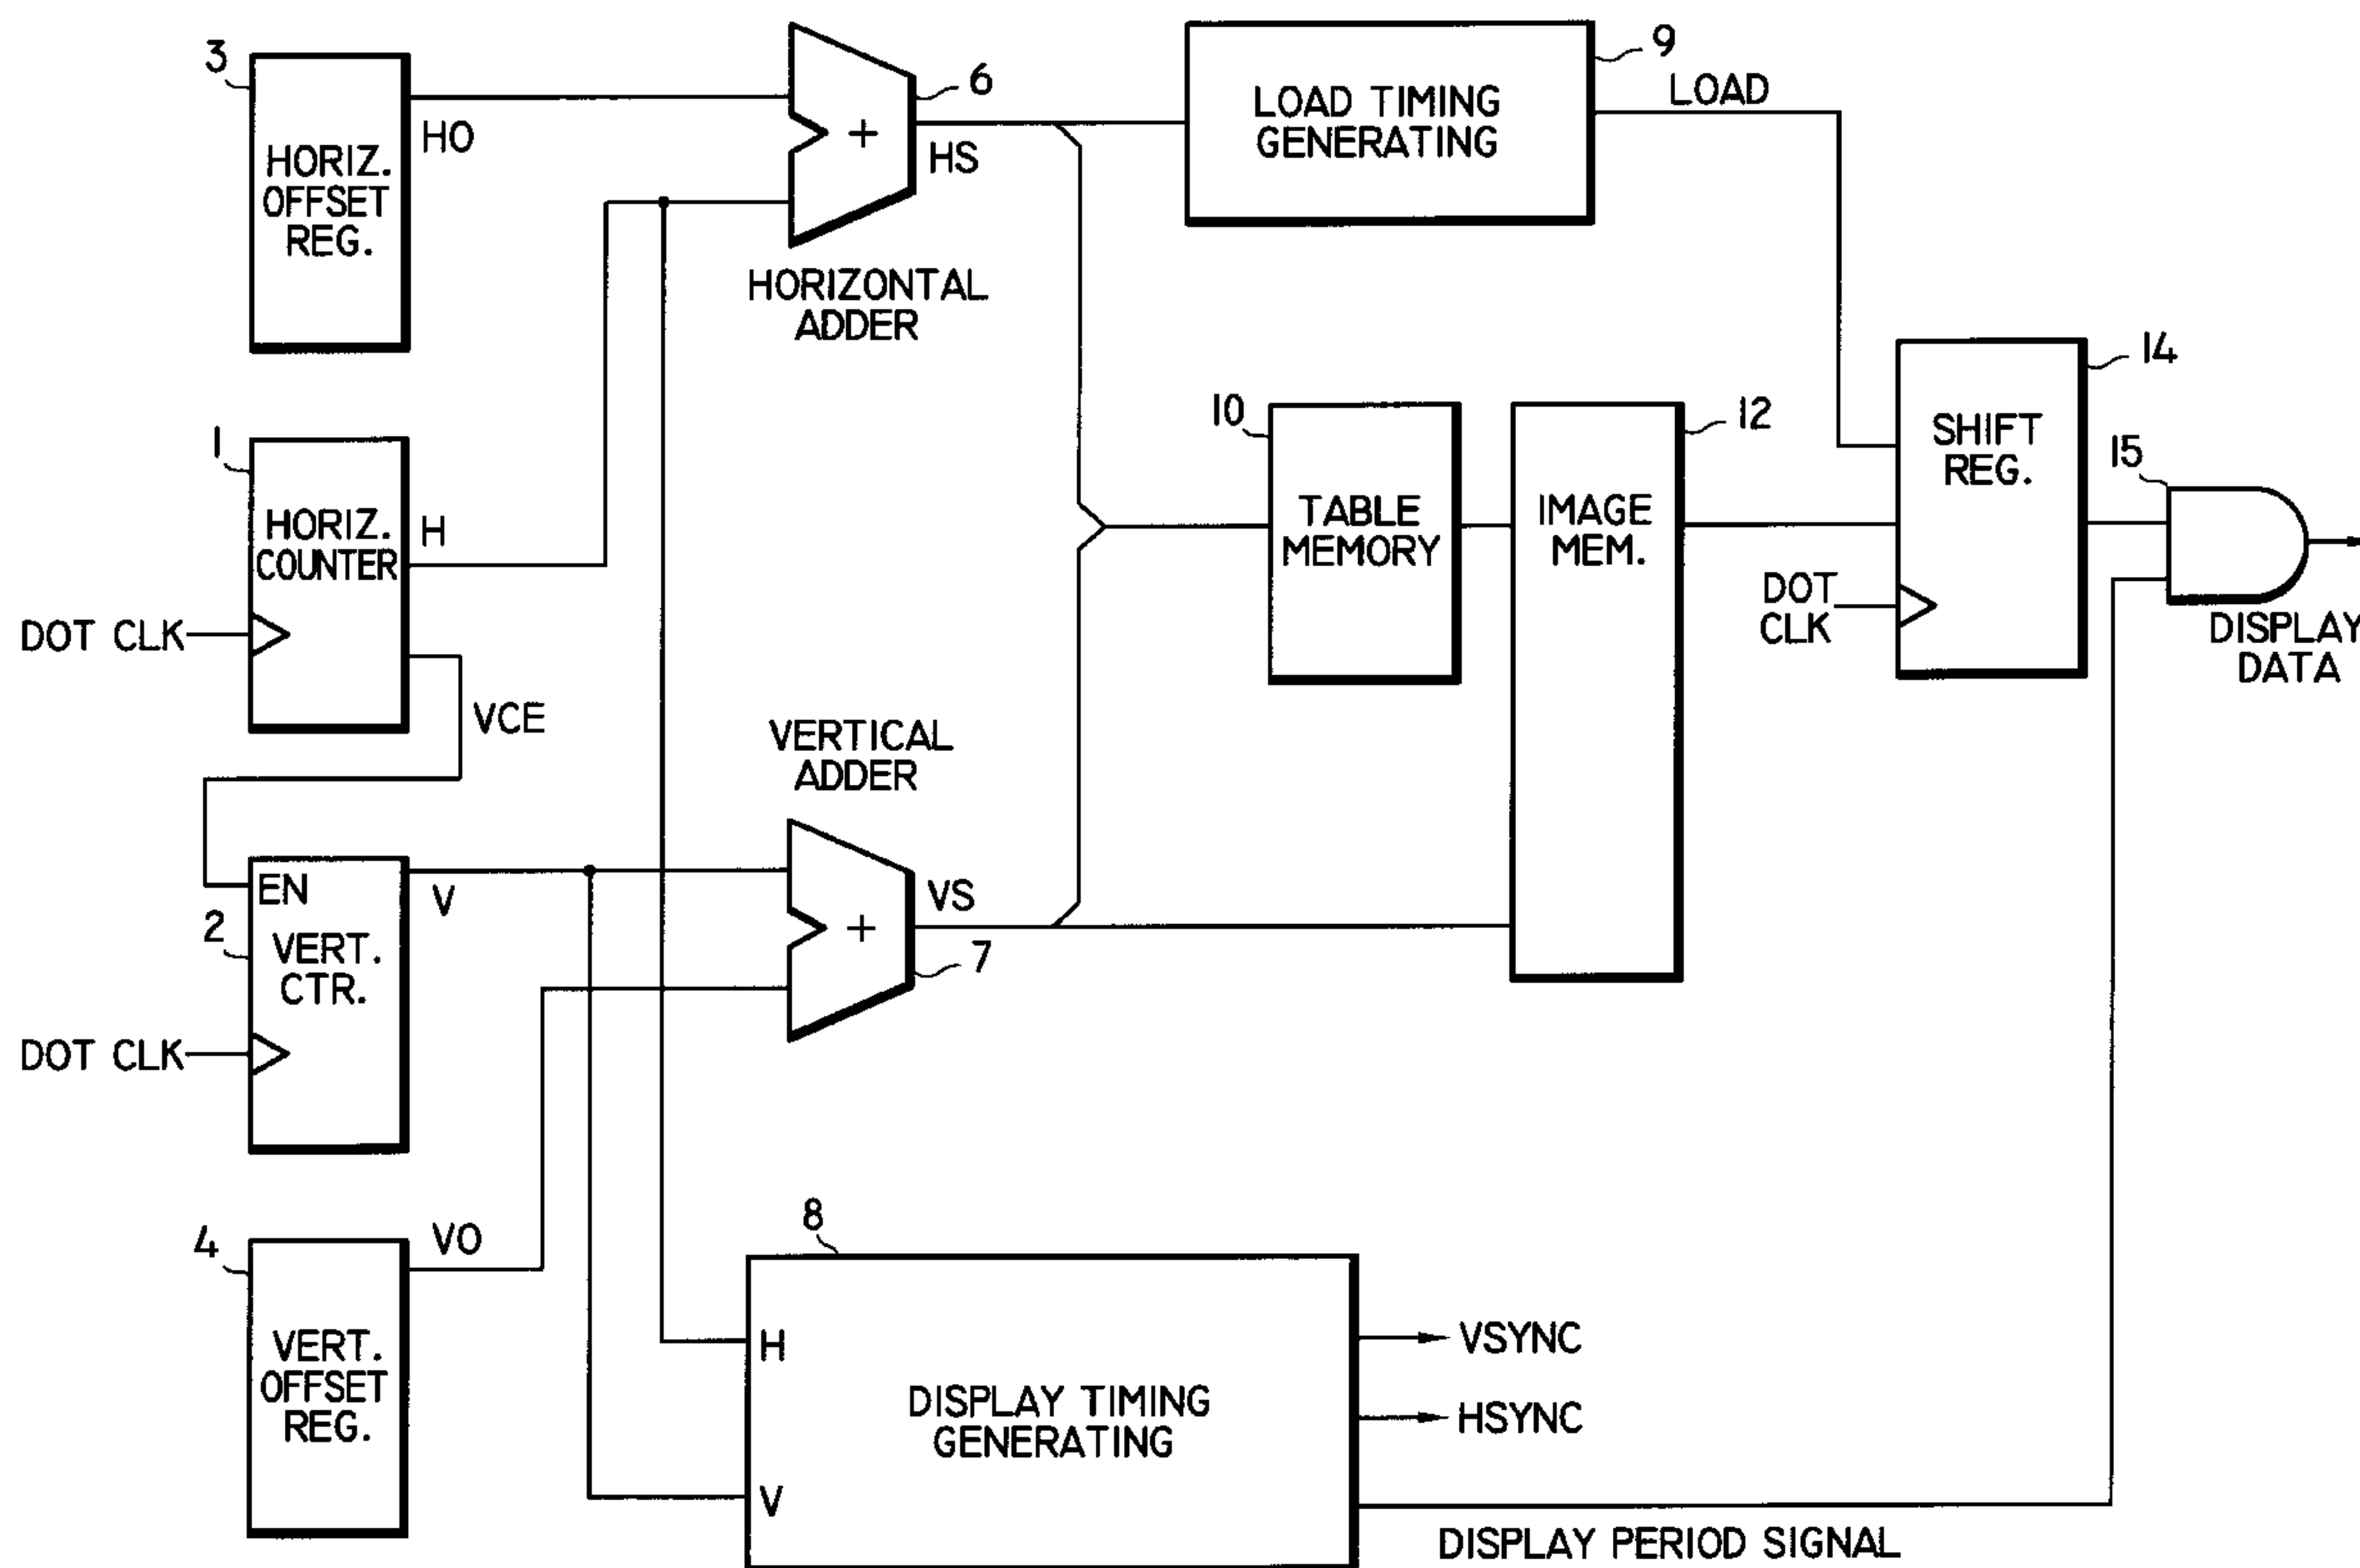 3
HORIZ.
OFFSET
REG.
HO
+
6
HS
HORIZONTAL
ADDER
LOAD TIMING
GENERATING
9
LOAD
1
HORIZ.
COUNTER
H
DOT CLK
VCE
10
TABLE
MEMORY
IMAGE
MEM.
12
SHIFT
REG.
14
DOT
CLK
15
DISPLAY
DATA
VERTICAL
ADDER
EN
2
VERT.
CTR.
V
DOT CLK
+
VS
7
4
VERT.
OFFSET
REG.
VO
8
H
V
DISPLAY TIMING
GENERATING
VSYNC
HSYNC
DISPLAY PERIOD SIGNAL